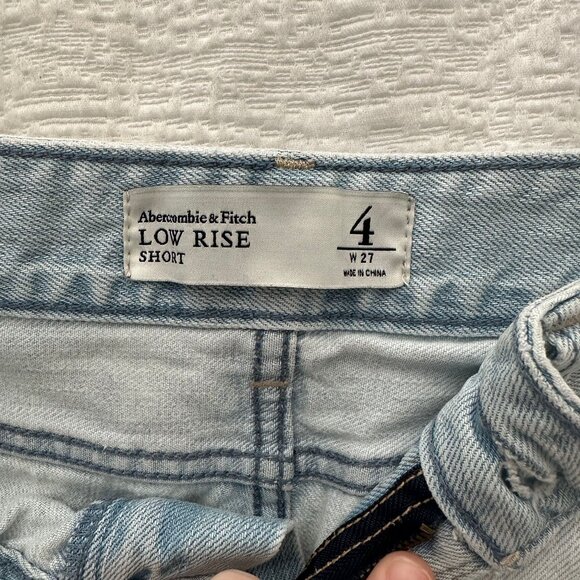 Abercrombie & Fitch
LOW RISE
SHORT
4
W 27
MADE IN CHINA